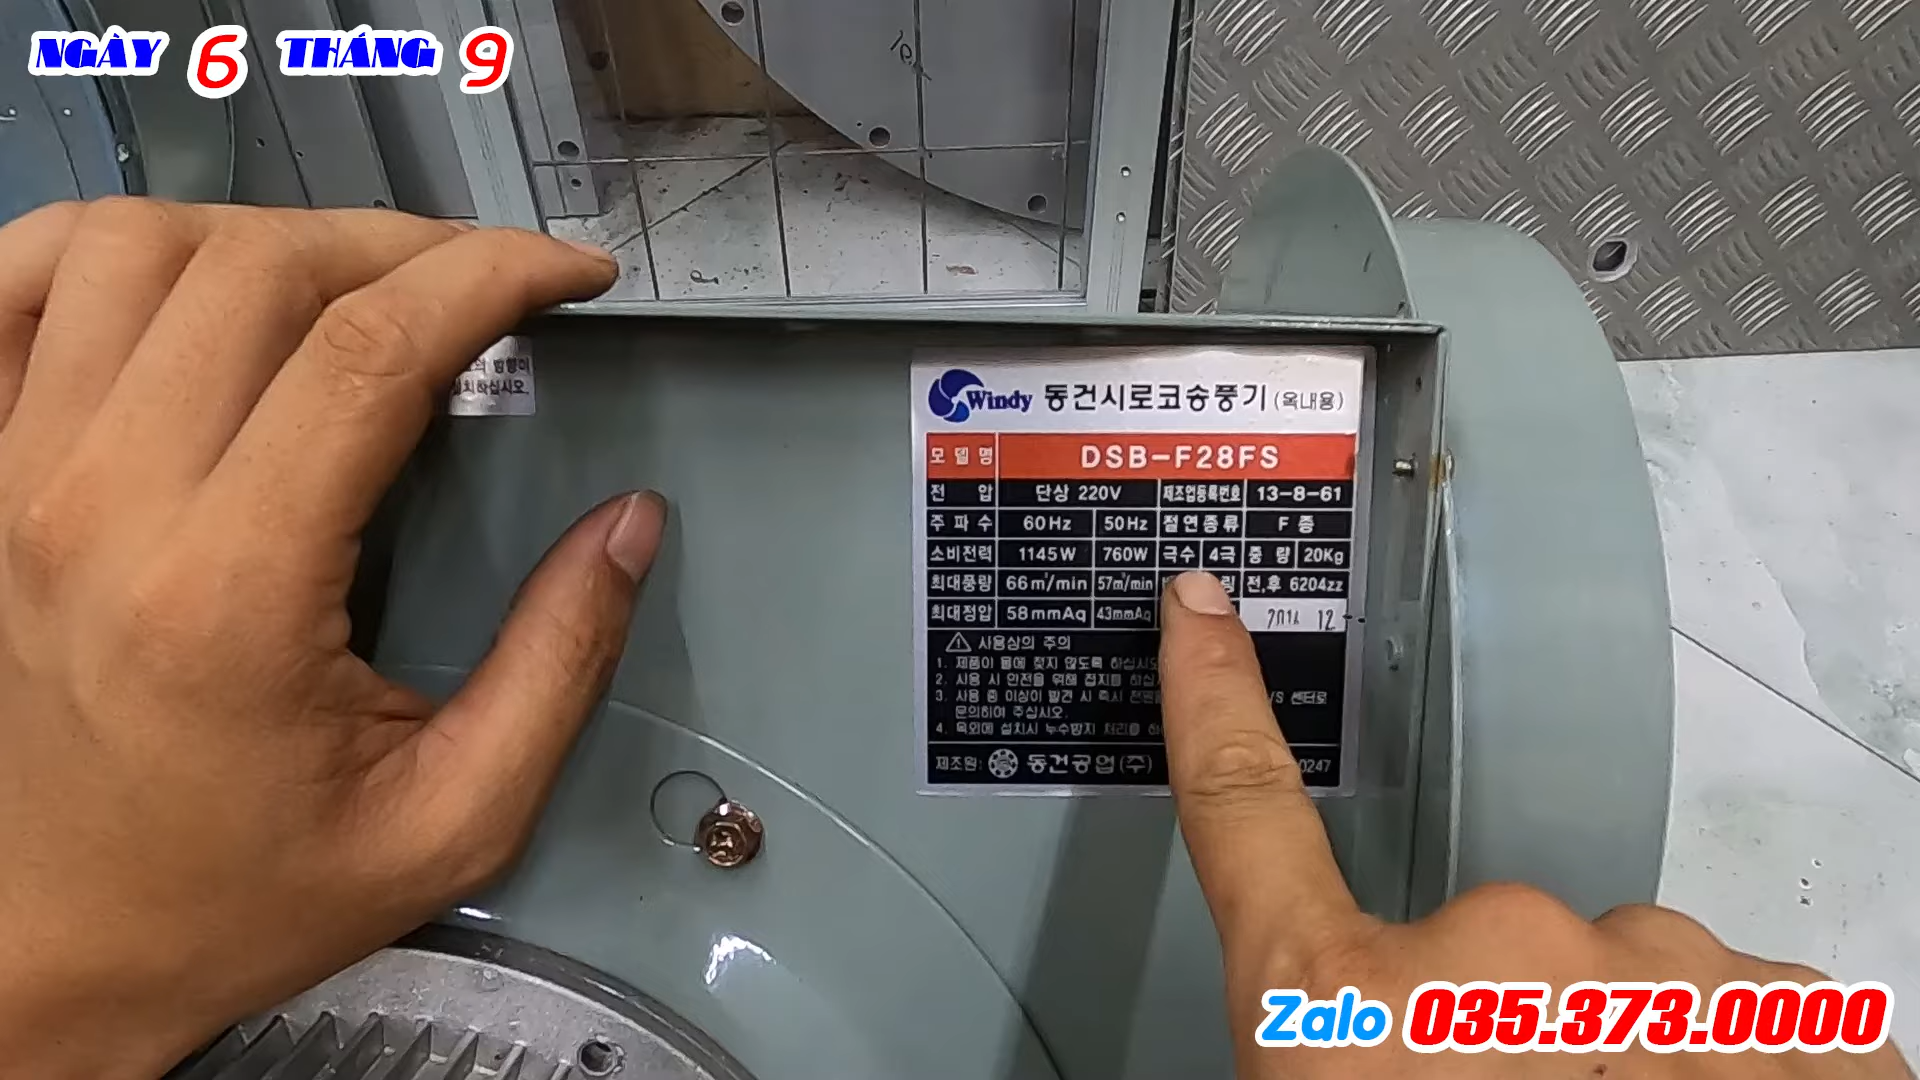 NGÀY 6 THÁNG 9
방향이
하십시오.
Windy 동건시로코송풍기 (옥내용)
모델명 DSB-F28FS
전 압 단상 220V 제조업등록번호 13-8-61
주파수 60Hz 50Hz 절연종류 F 종
소비전력 1145W 760W 극수 4극 중 량 20Kg
최대풍량 66㎥/min 57㎥/min 전,후 6204zz
최대정압 58mmAq 43mmAq 12
⚠ 사용상의 주의
1. 제품이 물에 젖지 않도록 하십시오
2. 사용 시 안전을 위해 접지를 하십
3. 사용 중 이상이 발견 시 즉시 전원 /S 센터로
문의하여 주십시오.
4. 옥외에 설치시 누수방지 처리를
제조원: 동건공업(주) 0247
Zalo 035.373.0000